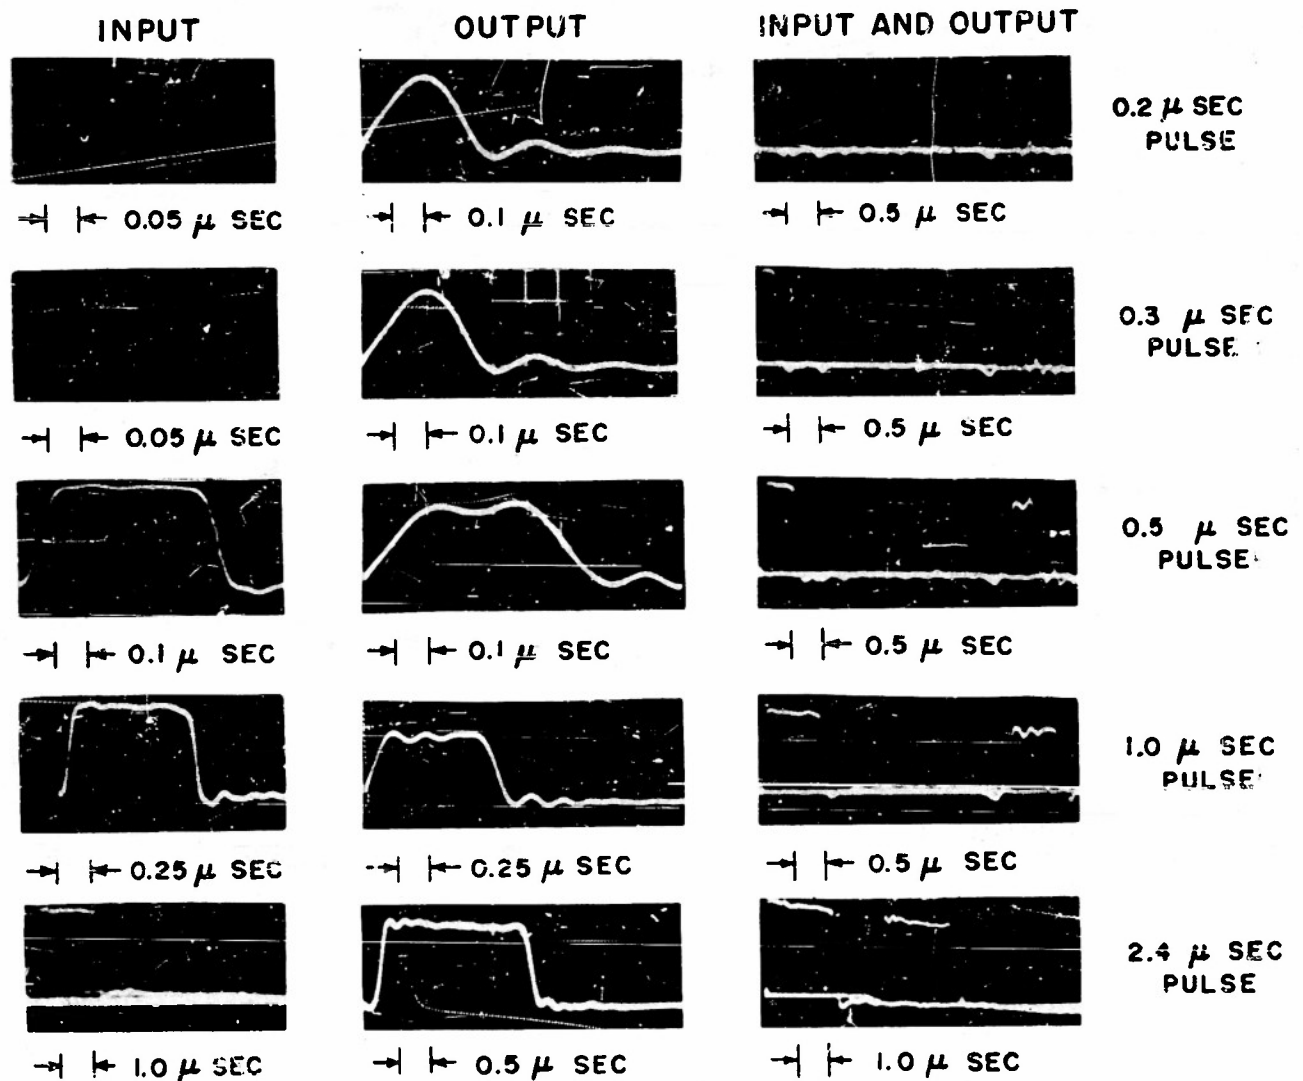 INPUT
OUTPUT
INPUT AND OUTPUT
0.2 μ SEC
PULSE
0.05 μ SEC
0.1 μ SEC
0.5 μ SEC
0.3 μ SEC
PULSE
0.05 μ SEC
0.1 μ SEC
0.5 μ SEC
0.5 μ SEC
PULSE
0.1 μ SEC
0.1 μ SEC
0.5 μ SEC
1.0 μ SEC
PULSE
0.25 μ SEC
0.25 μ SEC
0.5 μ SEC
2.4 μ SEC
PULSE
1.0 μ SEC
0.5 μ SEC
1.0 μ SEC